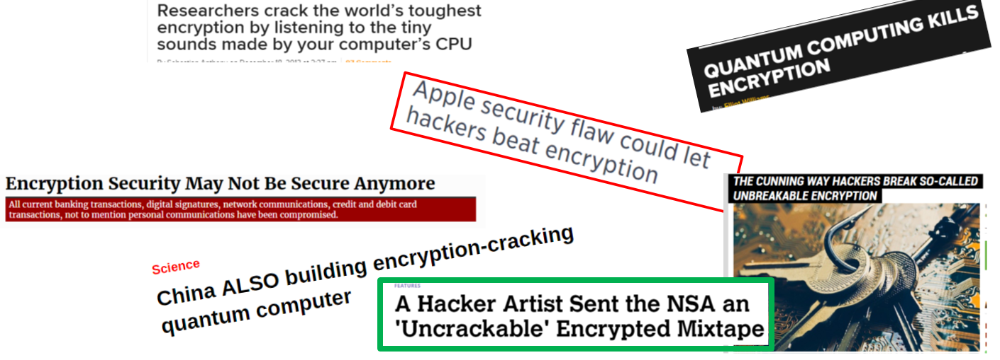 Researchers crack the world's toughest
encryption by listening to the tiny
sounds made by your computer's CPU
By Sebastian Anthony on December 18, 2013 at 2:27 pm
QUANTUM COMPUTING KILLS
ENCRYPTION
by: Elliot Williams
Apple security flaw could let
hackers beat encryption
Encryption Security May Not Be Secure Anymore
All current banking transactions, digital signatures, network communications, credit and debit card
transactions, not to mention personal communications have been compromised.
THE CUNNING WAY HACKERS BREAK SO-CALLED
UNBREAKABLE ENCRYPTION
Science
China ALSO building encryption-cracking
quantum computer
FEATURES
A Hacker Artist Sent the NSA an
'Uncrackable' Encrypted Mixtape